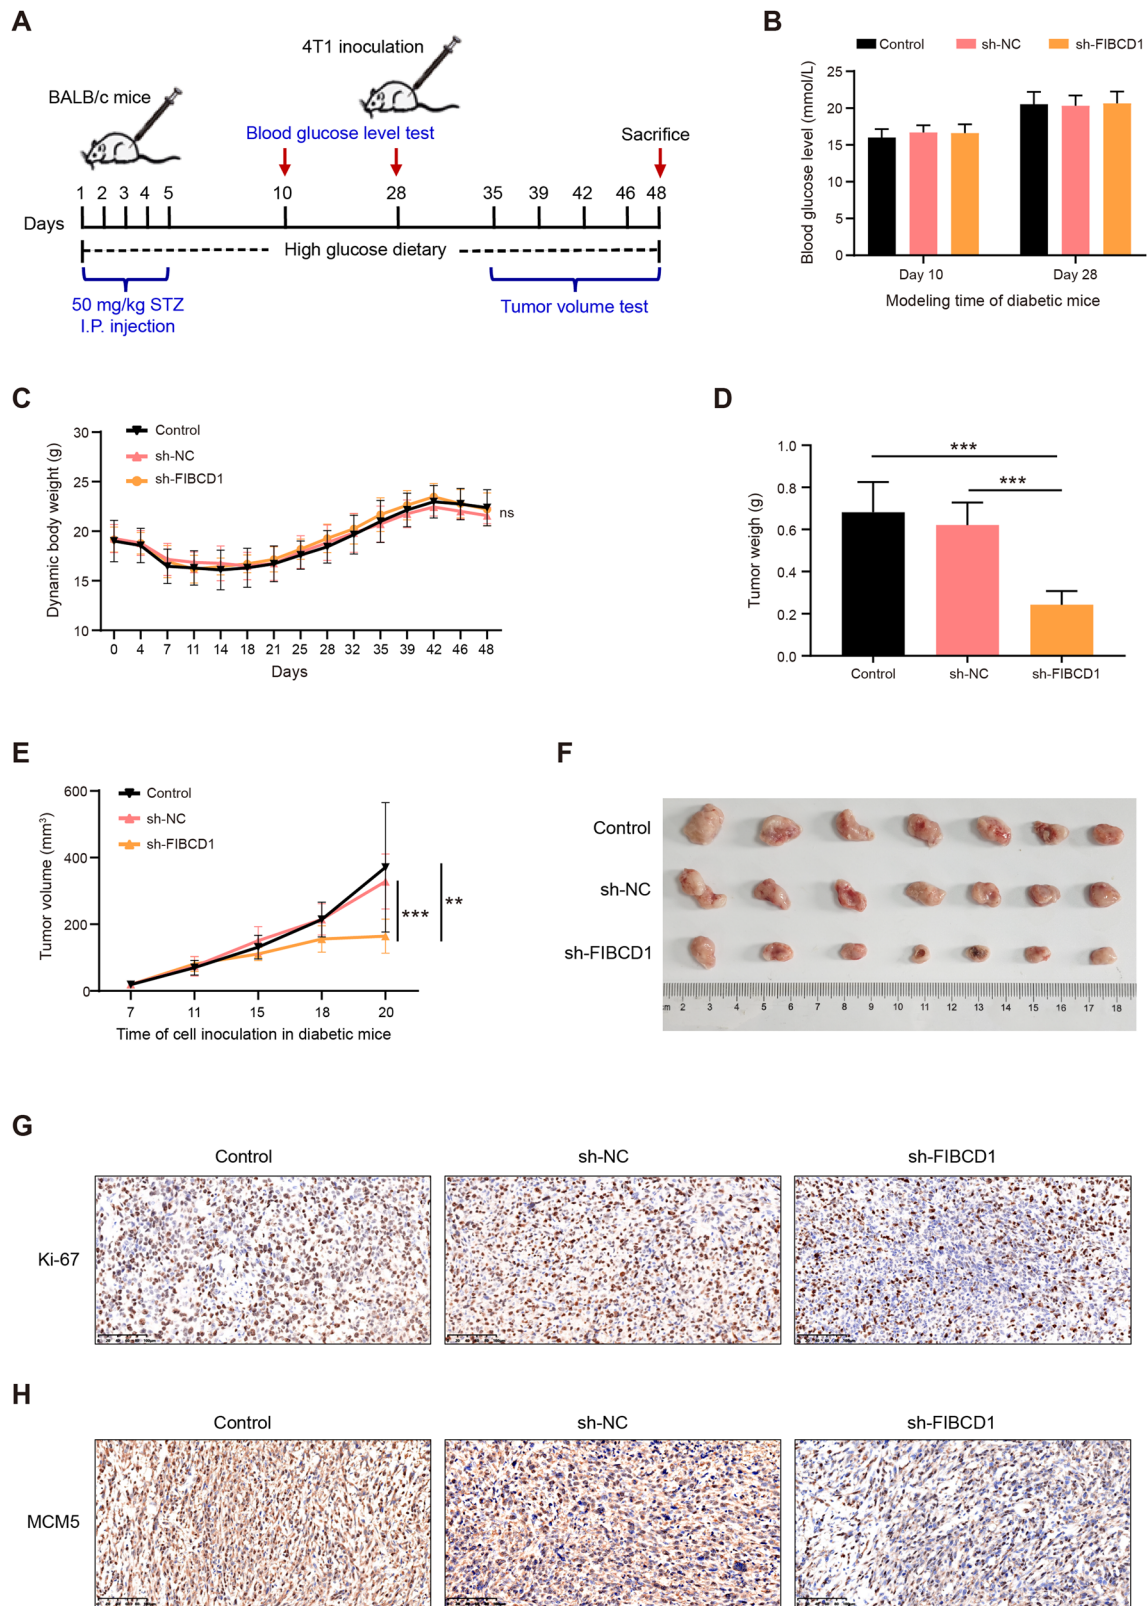 A
BALB/c mice
4T1 inoculation
Blood glucose level test
Sacrifice
1 2 3 4 5 10 28 35 39 42 46 48
Days
High glucose dietary
50 mg/kg STZ
I.P. injection
Tumor volume test
B
Control sh-NC sh-FIBCD1
Blood glucose level (mmol/L)
25
20
15
10
5
0
Day 10 Day 28
Modeling time of diabetic mice
C
Control
sh-NC
sh-FIBCD1
Dynamic body weight (g)
30
25
20
15
10
ns
0 4 7 11 14 18 21 25 28 32 35 39 42 46 48
Days
D
Tumor weigh (g)
1.0
0.8
0.6
0.4
0.2
0.0
***
***
Control sh-NC sh-FIBCD1
E
Control
sh-NC
sh-FIBCD1
Tumor volume (mm³)
600
400
200
0
***
**
7 11 15 18 20
Time of cell inoculation in diabetic mice
F
Control
sh-NC
sh-FIBCD1
cm 2 3 4 5 6 7 8 9 10 11 12 13 14 15 16 17 18
G
Control sh-NC sh-FIBCD1
Ki-67
H
Control sh-NC sh-FIBCD1
MCM5